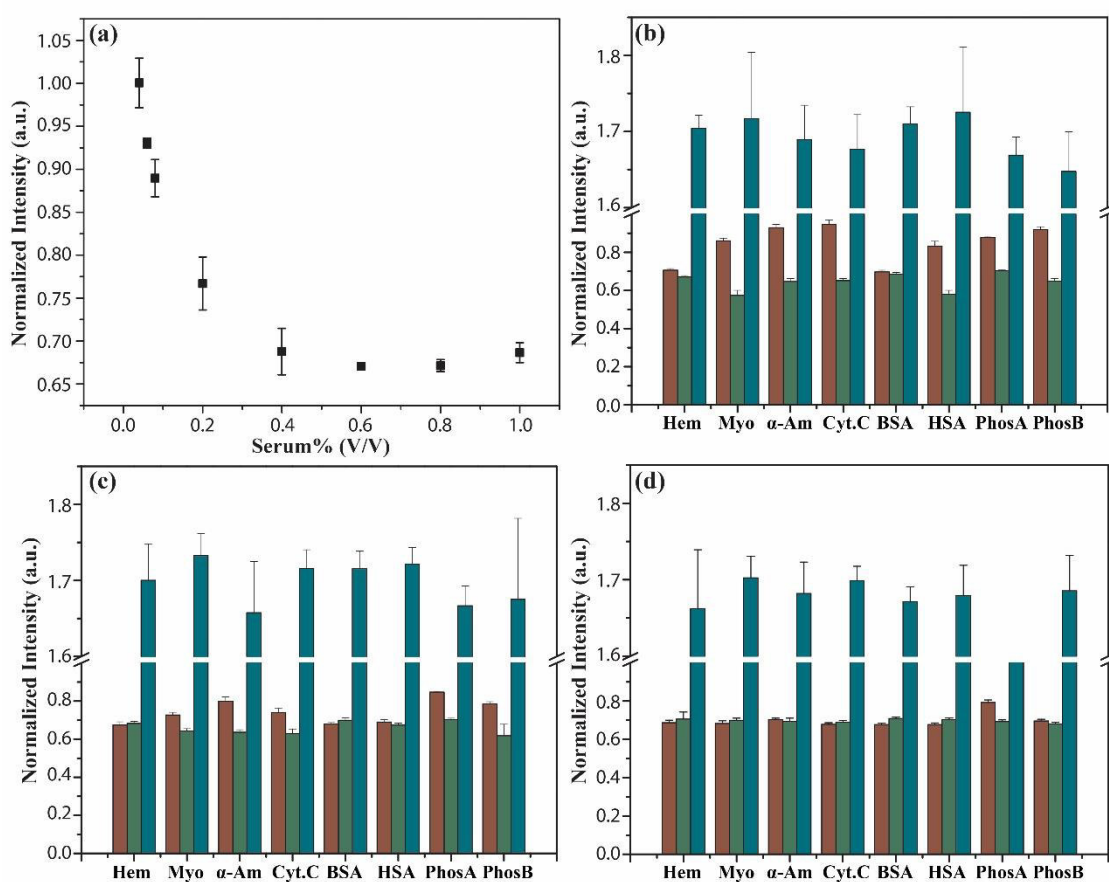 (a)
Normalized Intensity (a.u.)
1.05
1.00
0.95
0.90
0.85
0.80
0.75
0.70
0.65
0.0 0.2 0.4 0.6 0.8 1.0
Serum% (V/V)
(b)
Normalized Intensity (a.u.)
1.8
1.7
1.6
0.8
0.6
0.4
0.2
0.0
Hem Myo α-Am Cyt.C BSA HSA PhosA PhosB
(c)
Normalized Intensity (a.u.)
1.8
1.7
1.6
0.8
0.6
0.4
0.2
0.0
Hem Myo α-Am Cyt.C BSA HSA PhosA PhosB
(d)
Normalized Intensity (a.u.)
1.8
1.7
1.6
0.8
0.6
0.4
0.2
0.0
Hem Myo α-Am Cyt.C BSA HSA PhosA PhosB